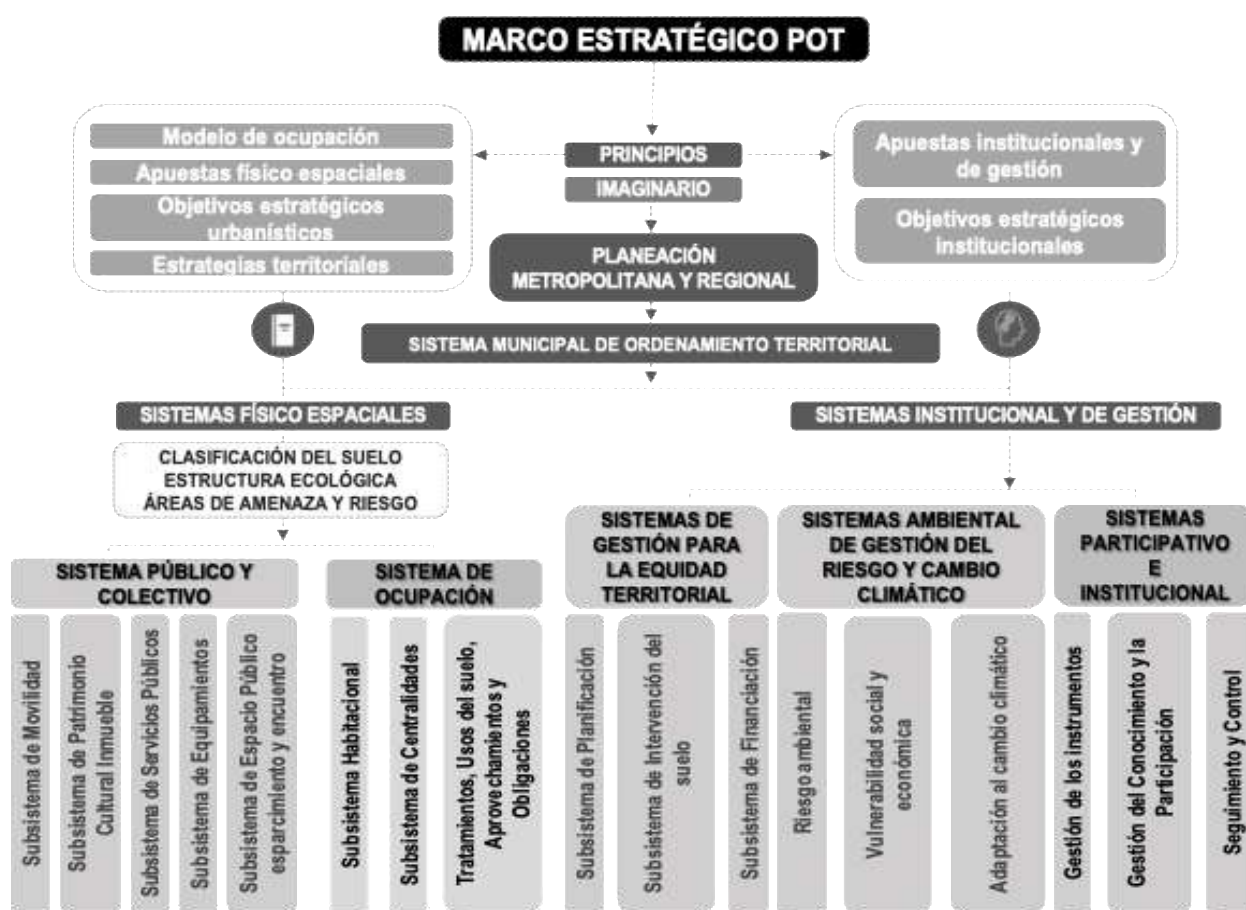 MARCO ESTRATÉGICO POT
Modelo de ocupación
Apuestas físico espaciales
Objetivos estratégicos
urbanísticos
Estrategias territoriales
PRINCIPIOS
IMAGINARIO
Apuestas institucionales y
de gestión
Objetivos estratégicos
institucionales
PLANEACIÓN
METROPOLITANA Y REGIONAL
SISTEMA MUNICIPAL DE ORDENAMIENTO TERRITORIAL
SISTEMAS FÍSICO ESPACIALES
SISTEMAS INSTITUCIONAL Y DE GESTIÓN
CLASIFICACIÓN DEL SUELO
ESTRUCTURA ECOLÓGICA
ÁREAS DE AMENAZA Y RIESGO
SISTEMA PÚBLICO Y
COLECTIVO
SISTEMA DE
OCUPACIÓN
SISTEMAS DE
GESTIÓN PARA
LA EQUIDAD
TERRITORIAL
SISTEMAS AMBIENTAL
DE GESTIÓN DEL
RIESGO Y CAMBIO
CLIMÁTICO
SISTEMAS
PARTICIPATIVO
E
INSTITUCIONAL
Subsistema de Movilidad
Subsistema de Patrimonio
Cultural Inmueble
Subsistema de Servicios Públicos
Subsistema de Equipamientos
Subsistema de Espacio Público
esparcimiento y encuentro
Subsistema Habitacional
Subsistema de Centralidades
Tratamientos, Usos del suelo,
Aprovechamientos y
Obligaciones
Subsistema de Planificación
Subsistema de Intervención del
suelo
Subsistema de Financiación
Riesgo ambiental
Vulnerabilidad social y
económica
Adaptación al cambio climático
Gestión de los instrumentos
Gestión del Conocimiento y la
Participación
Seguimiento y Control